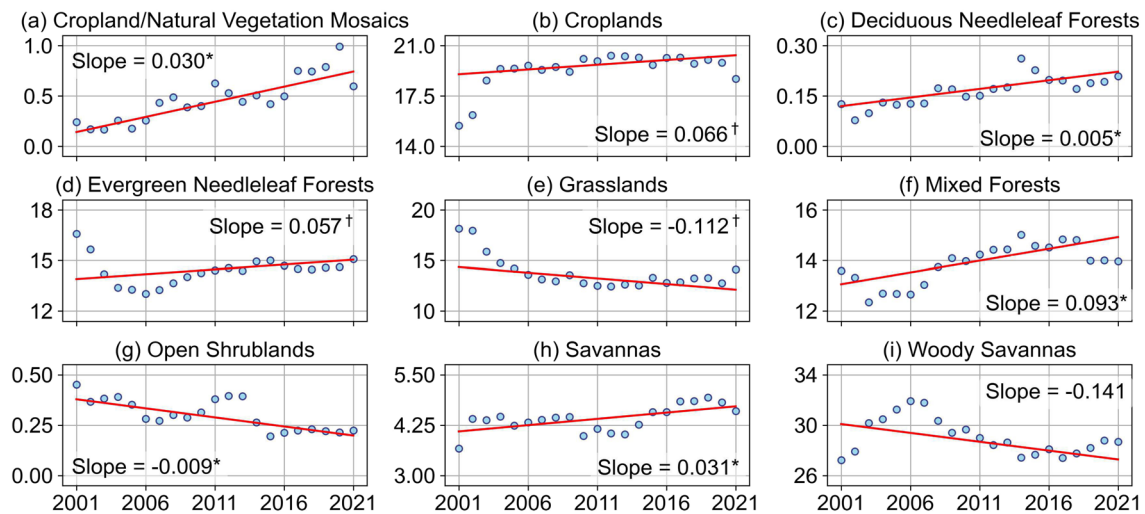 (a) Cropland/Natural Vegetation Mosaics (b) Croplands (c) Deciduous Needleleaf Forests
1.0 21.0 0.30
Slope = 0.030*
0.5 17.5 0.15
Slope = 0.066† Slope = 0.005*
0.0 14.0 0.00
(d) Evergreen Needleleaf Forests (e) Grasslands (f) Mixed Forests
18 20 16
Slope = 0.057† Slope = -0.112†
15 15 14
Slope = 0.093*
12 10 12
(g) Open Shrublands (h) Savannas (i) Woody Savannas
0.50 5.50 34
Slope = -0.141
0.25 4.25 30
Slope = -0.009* Slope = 0.031*
0.00 3.00 26
2001 2006 2011 2016 2021 2001 2006 2011 2016 2021 2001 2006 2011 2016 2021